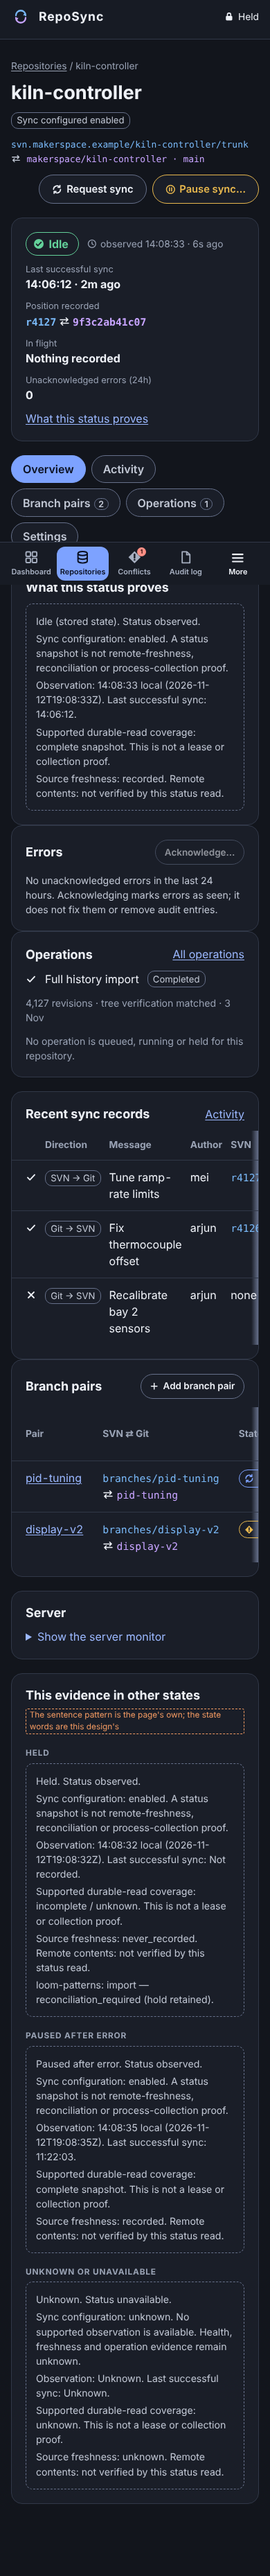 RepoSync
Held
Repositories / kiln-controller
kiln-controller
Sync configured enabled
svn.makerspace.example/kiln-controller/trunk
⇄ makerspace/kiln-controller · main
Request sync
Pause sync...
Idle
observed 14:08:33 · 6s ago
Last successful sync
14:06:12 · 2m ago
Position recorded
r4127 ⇄ 9f3c2ab41c07
In flight
Nothing recorded
Unacknowledged errors (24h)
0
What this status proves
Overview
Activity
Branch pairs 2
Operations 1
Settings
Dashboard
Repositories
1
Conflicts
Audit log
More
What this status proves
Idle (stored state). Status observed.
Sync configuration: enabled. A status
snapshot is not remote-freshness,
reconciliation or process-collection proof.
Observation: 14:08:33 local (2026-11-
12T19:08:33Z). Last successful sync:
14:06:12.
Supported durable-read coverage:
complete snapshot. This is not a lease or
collection proof.
Source freshness: recorded. Remote
contents: not verified by this status read.
Errors
Acknowledge...
No unacknowledged errors in the last 24
hours. Acknowledging marks errors as seen; it
does not fix them or remove audit entries.
Operations
All operations
Full history import
Completed
4,127 revisions · tree verification matched · 3
Nov
No operation is queued, running or held for this
repository.
Recent sync records
Activity
Direction Message Author SVN
SVN → Git
Tune ramp-
rate limits
mei
r4127
Git → SVN
Fix
thermocouple
offset
arjun
r4126
Git → SVN
Recalibrate
bay 2
sensors
arjun
none
Branch pairs
+ Add branch pair
Pair SVN ⇄ Git
pid-tuning
branches/pid-tuning
⇄ pid-tuning
display-v2
branches/display-v2
⇄ display-v2
Server
Show the server monitor
This evidence in other states
The sentence pattern is the page's own; the state
words are this design's
HELD
Held. Status observed.
Sync configuration: enabled. A status
snapshot is not remote-freshness,
reconciliation or process-collection proof.
Observation: 14:08:32 local (2026-11-
12T19:08:32Z). Last successful sync: Not
recorded.
Supported durable-read coverage:
incomplete / unknown. This is not a lease
or collection proof.
Source freshness: never_recorded.
Remote contents: not verified by this
status read.
loom-patterns: import —
reconciliation_required (hold retained).
PAUSED AFTER ERROR
Paused after error. Status observed.
Sync configuration: enabled. A status
snapshot is not remote-freshness,
reconciliation or process-collection proof.
Observation: 14:08:35 local (2026-11-
12T19:08:35Z). Last successful sync:
11:22:03.
Supported durable-read coverage:
complete snapshot. This is not a lease or
collection proof.
Source freshness: recorded. Remote
contents: not verified by this status read.
UNKNOWN OR UNAVAILABLE
Unknown. Status unavailable.
Sync configuration: unknown. No
supported observation is available. Health,
freshness and operation evidence remain
unknown.
Observation: Unknown. Last successful
sync: Unknown.
Supported durable-read coverage:
unknown. This is not a lease or collection
proof.
Source freshness: unknown. Remote
contents: not verified by this status read.